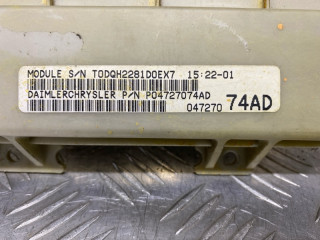 MODULE S/N T0DQH2281D0EX7 15:22-01
DAIMLERCHRYSLER P/N P04727074AD
047270 74AD